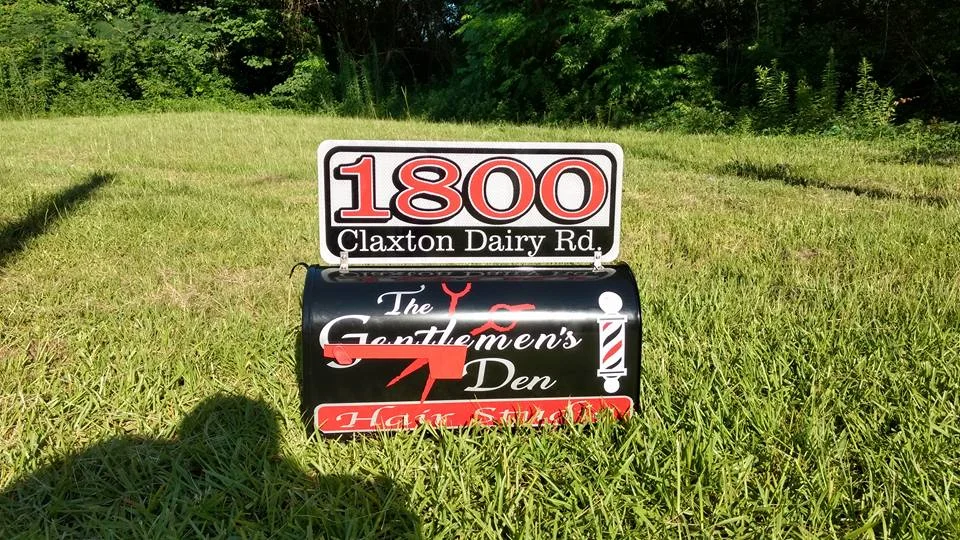 1800
Claxton Dairy Rd.
The
Gentlemen's
Den
Hair Studio